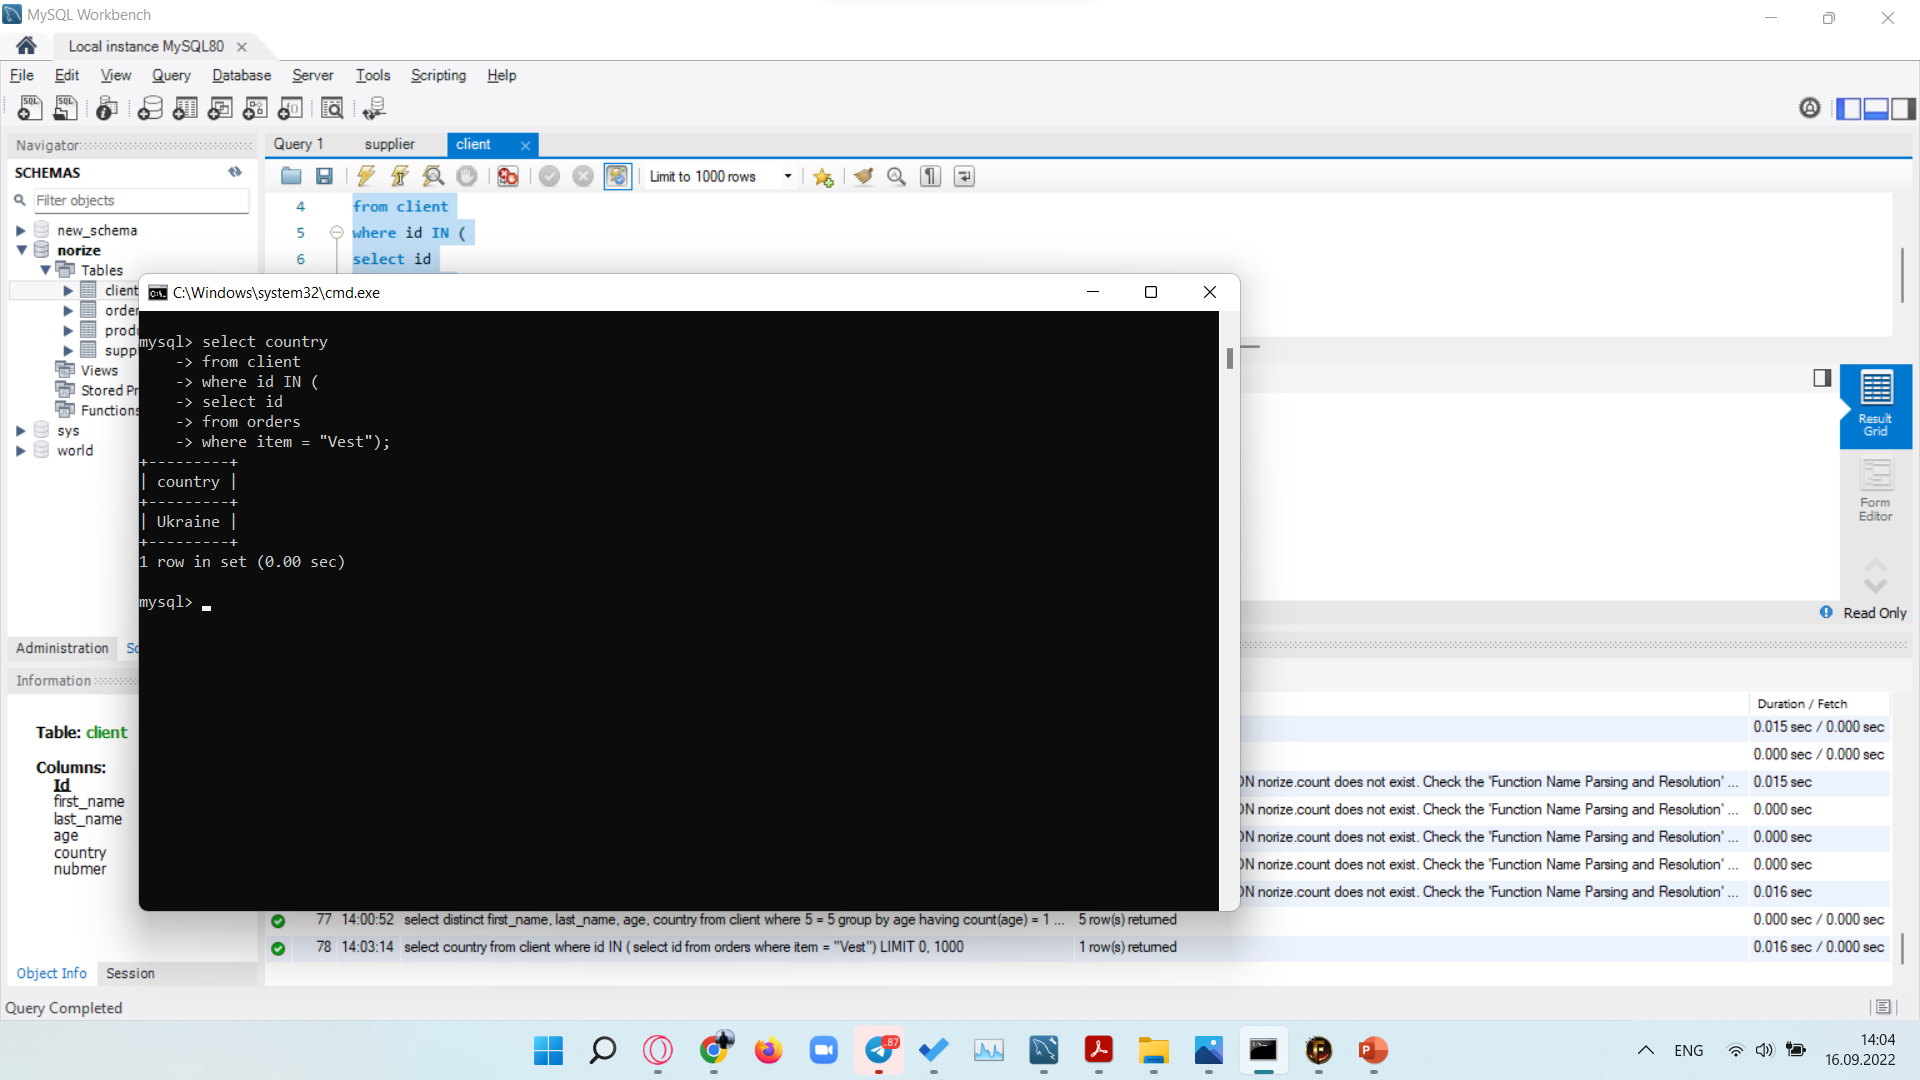 MySQL Workbench
Local instance MySQL80
File Edit View Query Database Server Tools Scripting Help
Navigator
SCHEMAS
Filter objects
new_schema
norize
Tables
client
Views
sys
world
Administration
Information
Table: client
Columns:
Id
first_name
last_name
age
country
nubmer
Object Info Session
Query Completed
Query 1 supplier client
Limit to 1000 rows
4 from client
5 where id IN (
6 select id
C:\Windows\system32\cmd.exe
mysql> select country
-> from client
-> where id IN (
-> select id
-> from orders
-> where item = "Vest");
+---------+
| country |
+---------+
| Ukraine |
+---------+
1 row in set (0.00 sec)
mysql>
Result
Grid
Form
Editor
Read Only
Duration / Fetch
0.015 sec / 0.000 sec
0.000 sec / 0.000 sec
norize.count does not exist. Check the 'Function Name Parsing and Resolution' ... 0.015 sec
norize.count does not exist. Check the 'Function Name Parsing and Resolution' ... 0.000 sec
norize.count does not exist. Check the 'Function Name Parsing and Resolution' ... 0.000 sec
norize.count does not exist. Check the 'Function Name Parsing and Resolution' ... 0.000 sec
norize.count does not exist. Check the 'Function Name Parsing and Resolution' ... 0.016 sec
77 14:00:52 select distinct first_name, last_name, age, country from client where 5 = 5 group by age having count(age) = 1 ... 5 row(s) returned 0.000 sec / 0.000 sec
78 14:03:14 select country from client where id IN ( select id from orders where item = "Vest") LIMIT 0, 1000 1 row(s) returned 0.016 sec / 0.000 sec
..87
ENG
14:04
16.09.2022